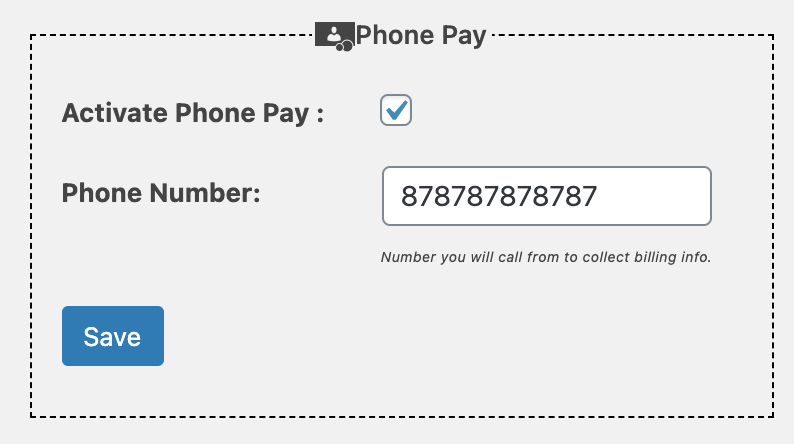 Phone Pay
Activate Phone Pay :
Phone Number:
878787878787
Number you will call from to collect billing info.
Save